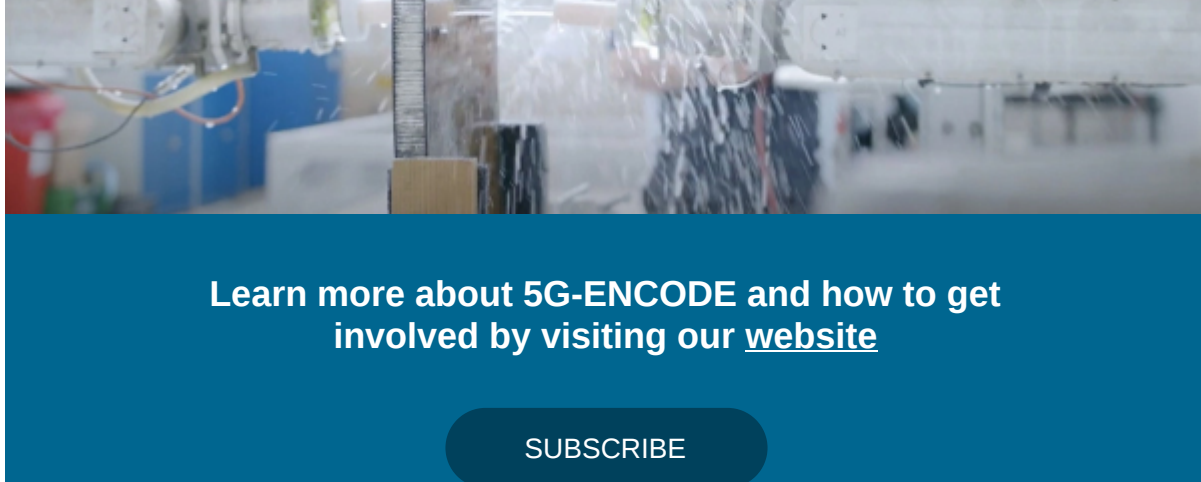 Learn more about 5G-ENCODE and how to get
involved by visiting our website
SUBSCRIBE